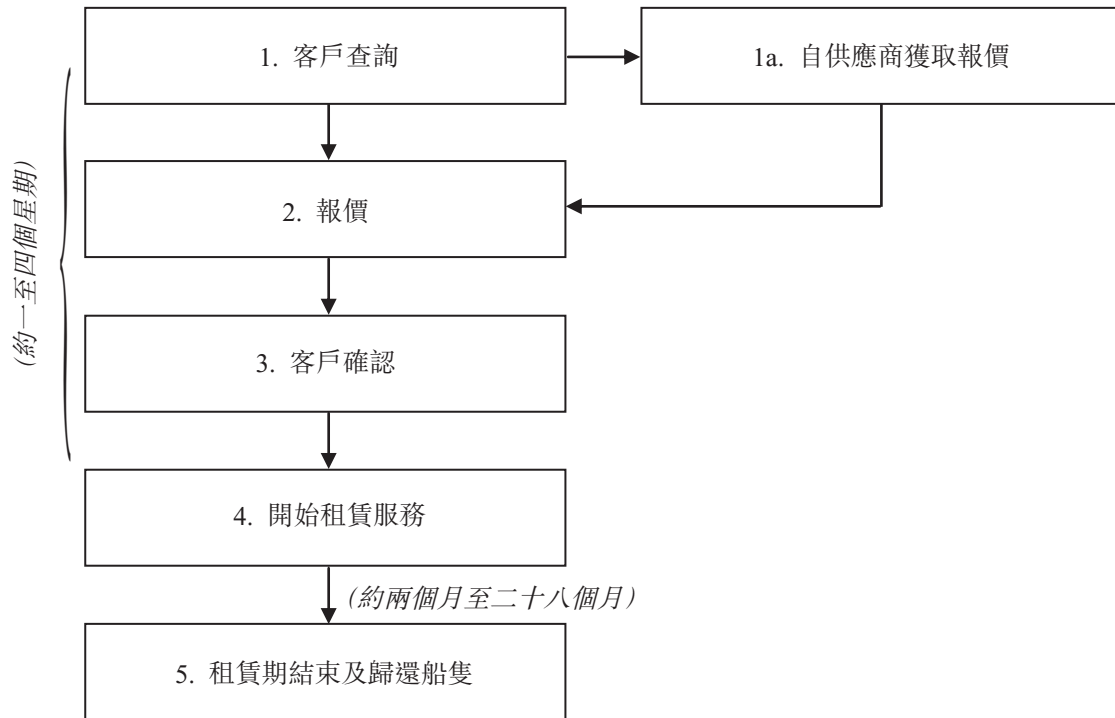 1. 客戶查詢
1a. 自供應商獲取報價
2. 報價
(約一至四個星期)
3. 客戶確認
4. 開始租賃服務
(約兩個月至二十八個月)
5. 租賃期結束及歸還船隻